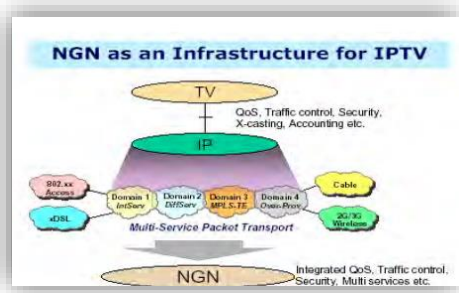 NGN as an Infrastructure for IPTV
TV
QoS, Traffic control, Security,
X-casting, Accounting etc.
IP
802.xx
Access
xDSL
Domain 1
IntServ
Domain 2
DiffServ
Domain 3
MPLS-TE
Domain 4
Over-Prov
Cable
2G/3G
Wireless
Multi-Service Packet Transport
NGN
Integrated QoS, Traffic control,
Security, Multi services etc.